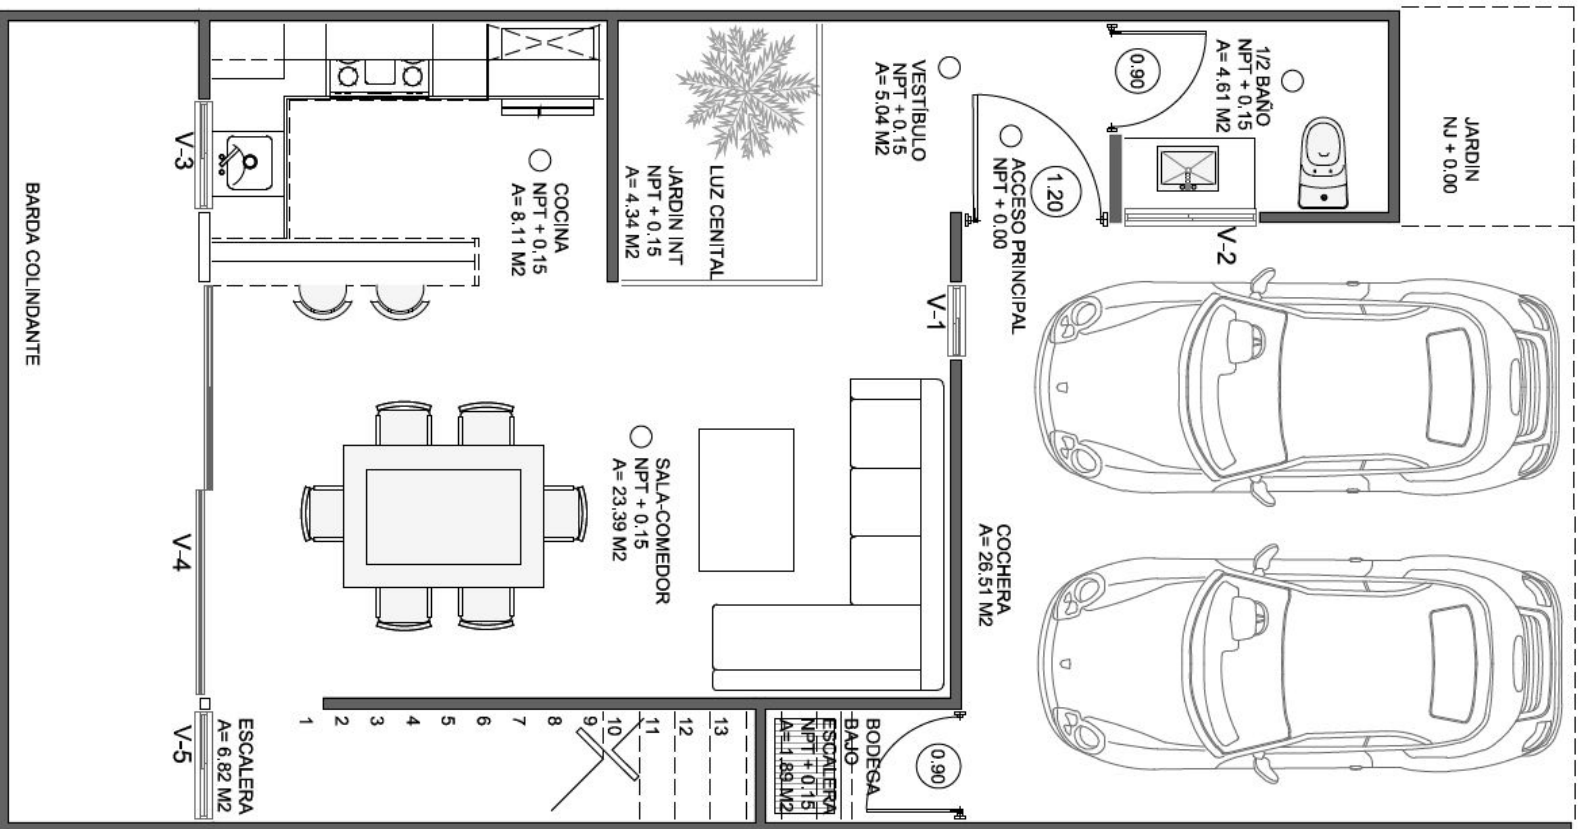 JARDIN
NJ + 0.00
1/2 BAÑO
NPT + 0.15
A= 4.61 M2
0.90
VESTÍBULO
NPT + 0.15
A= 5.04 M2
ACCESO PRINCIPAL
NPT + 0.00
1.20
V-2
LUZ CENITAL
JARDIN INT
NPT + 0.15
A= 4.34 M2
COCINA
NPT + 0.15
A= 8.11 M2
V-3
BARDA COLINDANTE
V-1
SALA-COMEDOR
NPT + 0.15
A= 23.39 M2
COCHERA
A= 26.51 M2
V-4
V-5
ESCALERA
A= 6.82 M2
1
2
3
4
5
6
7
8
9
10
11
12
13
BODEGA
BAJO
ESCALERA
NPT + 0.15
A= 1.89 M2
0.90